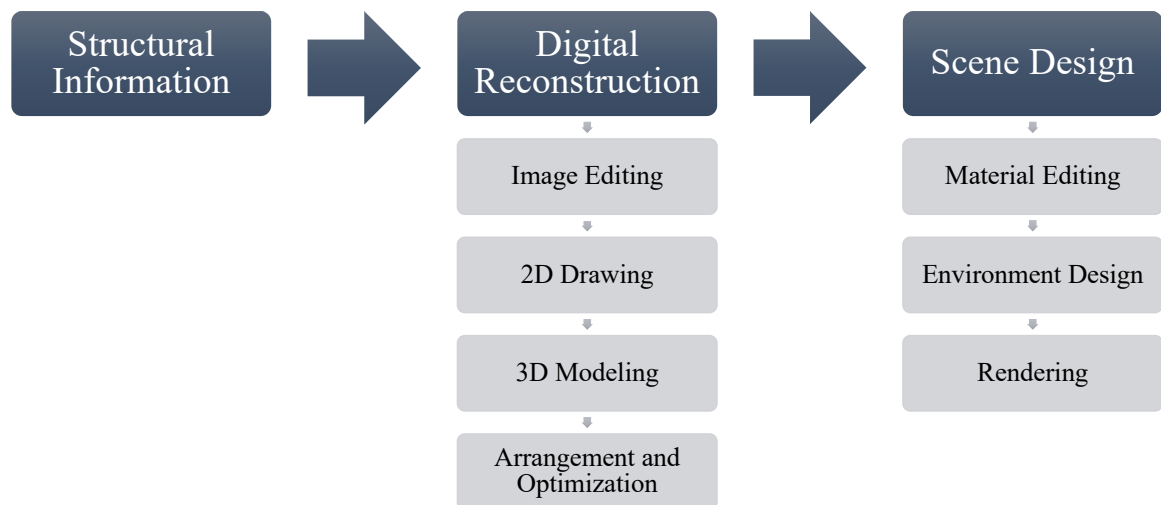 Structural
Information
Digital
Reconstruction
Image Editing
2D Drawing
3D Modeling
Arrangement and
Optimization
Scene Design
Material Editing
Environment Design
Rendering